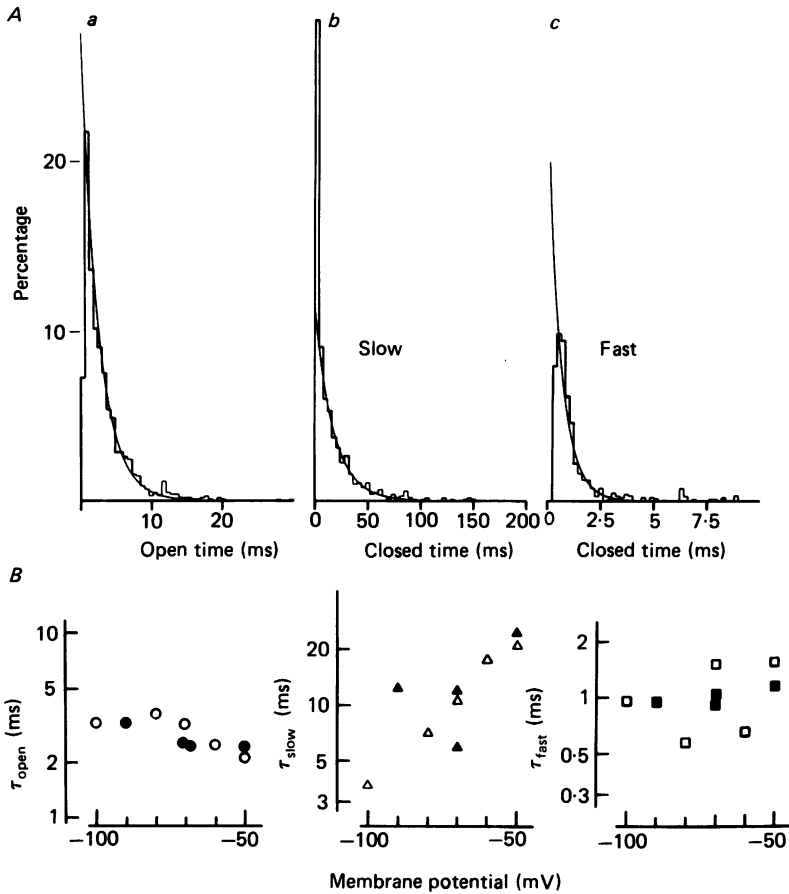 A
a
b
c
Percentage
20
10
Slow
Fast
10
20
0
50
100
150
200
0
2·5
5
7·5
Open time (ms)
Closed time (ms)
Closed time (ms)
B
τopen (ms)
10
5
2
1
−100
−50
τslow (ms)
20
10
5
3
−100
−50
τfast (ms)
2
1
0·5
0·3
−100
−50
Membrane potential (mV)